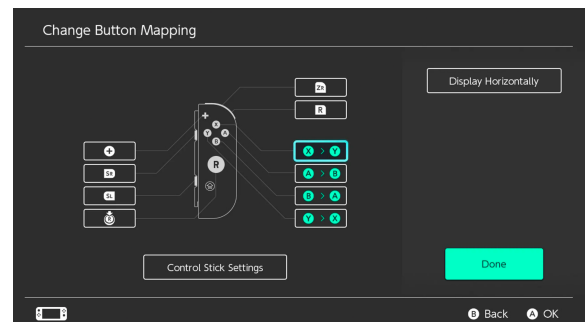 Change Button Mapping
ZR
R
Display Horizontally
+
X
Y A
B
R
+
X > Y
SR
A > B
SL
B > A
R
Y > X
Control Stick Settings
Done
B Back A OK